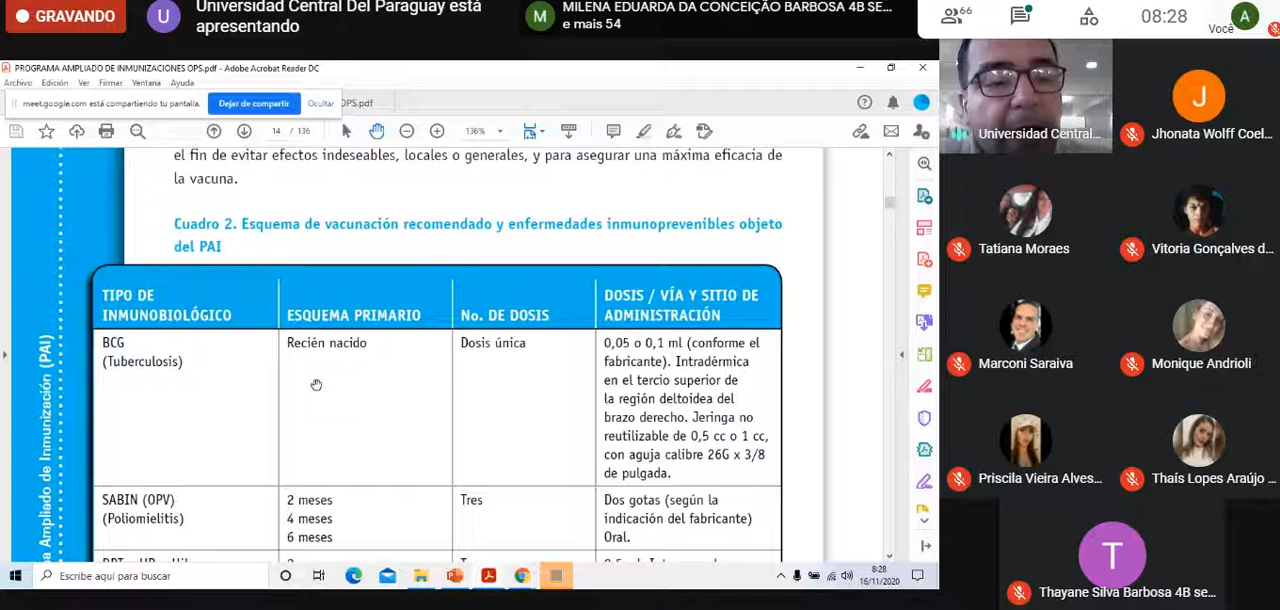 GRAVANDO
U
Universidad Central Del Paraguay está
apresentando
M
MILENA EDUARDA DA CONCEIÇÃO BARBOSA 4B SE...
e mais 54
66
08:28
Você
A
PROGRAMA AMPLIADO DE INMUNIZACIONES OPS.pdf - Adobe Acrobat Reader DC
Archivo Edición Ver Firmar Ventana Ayuda
meet.google.com está compartiendo tu pantalla.
Dejar de compartir
Ocultar
OPS.pdf
14 / 136
136%
el fin de evitar efectos indeseables, locales o generales, y para asegurar una máxima eficacia de
la vacuna.
Cuadro 2. Esquema de vacunación recomendado y enfermedades inmunoprevenibles objeto
del PAI
TIPO DE
INMUNOBIOLÓGICO
ESQUEMA PRIMARIO
No. DE DOSIS
DOSIS / VÍA Y SITIO DE
ADMINISTRACIÓN
BCG
(Tuberculosis)
Recién nacido
Dosis única
0,05 o 0,1 ml (conforme el
fabricante). Intradérmica
en el tercio superior de
la región deltoidea del
brazo derecho. Jeringa no
reutilizable de 0,5 cc o 1 cc,
con aguja calibre 26G x 3/8
de pulgada.
SABIN (OPV)
(Poliomielitis)
2 meses
4 meses
6 meses
Tres
Dos gotas (según la
indicación del fabricante)
Oral.
a Ampliado de Inmunización (PAI)
Escribe aquí para buscar
8:28
16/11/2020
Universidad Central...
J
Jhonata Wolff Coel...
Tatiana Moraes
Vitoria Gonçalves d...
Marconi Saraiva
Monique Andrioli
Priscila Vieira Alves...
Thaís Lopes Araújo ...
T
Thayane Silva Barbosa 4B se...